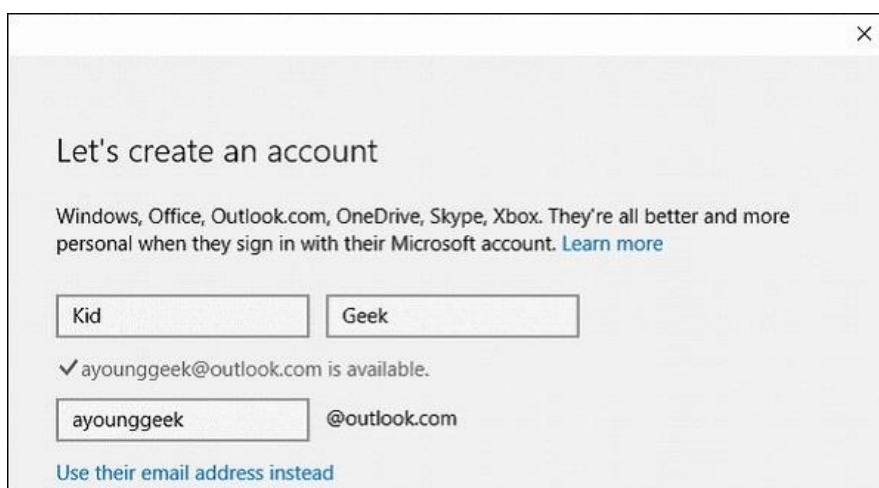 Let's create an account
Windows, Office, Outlook.com, OneDrive, Skype, Xbox. They're all better and more
personal when they sign in with their Microsoft account. Learn more
Kid Geek
ayounggeek@outlook.com is available.
ayounggeek @outlook.com
Use their email address instead